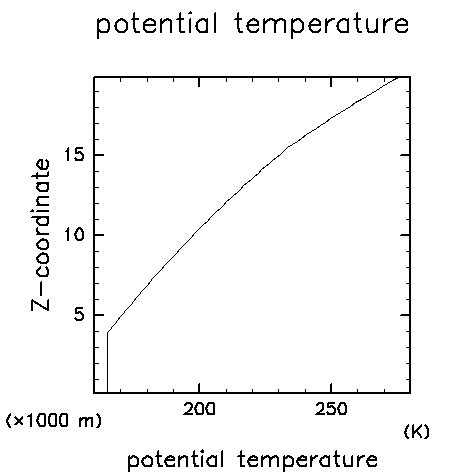 potential temperature
15
10
5
Z-coordinate
200
250
(×1000 m)
(K)
potential temperature